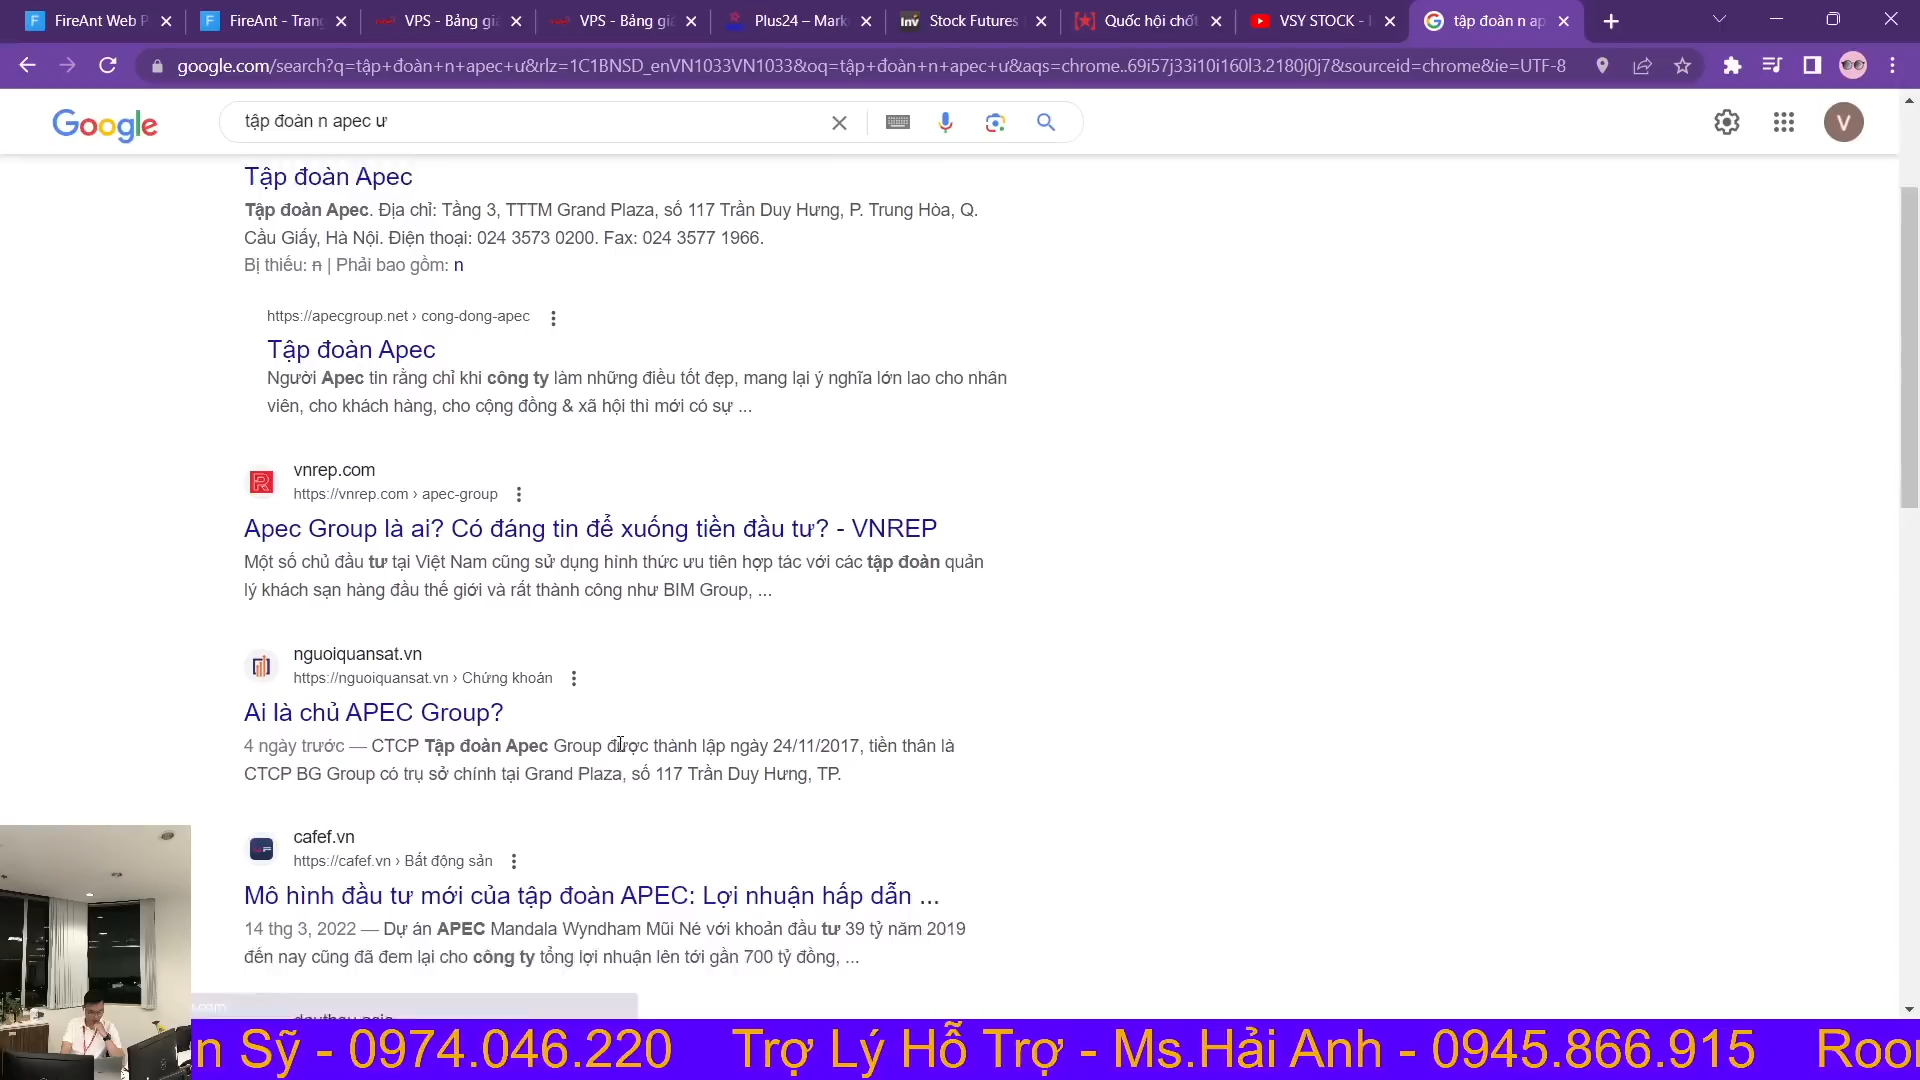 FireAnt Web P
FireAnt - Tran
VPS - Bảng gi
VPS - Bảng gi
Plus24 – Mark
Stock Futures
Quốc hội chốt
VSY STOCK -
tập đoàn n ap
google.com/search?q=tập+đoàn+n+apec+ư&rlz=1C1BNSD_enVN1033VN1033&oq=tập+đoàn+n+apec+ư&aqs=chrome..69i57j33i10i160l3.2180j0j7&sourceid=chrome&ie=UTF-8
Google
tập đoàn n apec ư
V
Tập đoàn Apec
Tập đoàn Apec. Địa chỉ: Tầng 3, TTTM Grand Plaza, số 117 Trần Duy Hưng, P. Trung Hòa, Q.
Cầu Giấy, Hà Nội. Điện thoại: 024 3573 0200. Fax: 024 3577 1966.
Bị thiếu: n | Phải bao gồm: n
https://apecgroup.net › cong-dong-apec
Tập đoàn Apec
Người Apec tin rằng chỉ khi công ty làm những điều tốt đẹp, mang lại ý nghĩa lớn lao cho nhân
viên, cho khách hàng, cho cộng đồng & xã hội thì mới có sự ...
vnrep.com
https://vnrep.com › apec-group
Apec Group là ai? Có đáng tin để xuống tiền đầu tư? - VNREP
Một số chủ đầu tư tại Việt Nam cũng sử dụng hình thức ưu tiên hợp tác với các tập đoàn quản
lý khách sạn hàng đầu thế giới và rất thành công như BIM Group, ...
nguoiquansat.vn
https://nguoiquansat.vn › Chứng khoán
Ai là chủ APEC Group?
4 ngày trước — CTCP Tập đoàn Apec Group được thành lập ngày 24/11/2017, tiền thân là
CTCP BG Group có trụ sở chính tại Grand Plaza, số 117 Trần Duy Hưng, TP.
cafef.vn
https://cafef.vn › Bất động sản
Mô hình đầu tư mới của tập đoàn APEC: Lợi nhuận hấp dẫn ...
14 thg 3, 2022 — Dự án APEC Mandala Wyndham Mũi Né với khoản đầu tư 39 tỷ năm 2019
đến nay cũng đã đem lại cho công ty tổng lợi nhuận lên tới gần 700 tỷ đồng, ...
n Sỹ - 0974.046.220 Trợ Lý Hỗ Trợ - Ms.Hải Anh - 0945.866.915 Roo